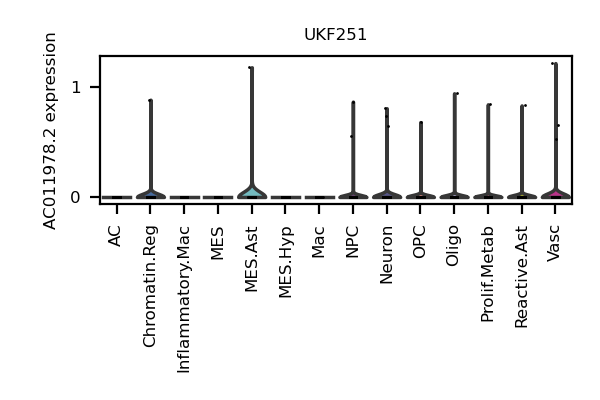 UKF251
AC011978.2 expression
1
0
AC
Chromatin.Reg
Inflammatory.Mac
MES
MES.Ast
MES.Hyp
Mac
NPC
Neuron
OPC
Oligo
Prolif.Metab
Reactive.Ast
Vasc